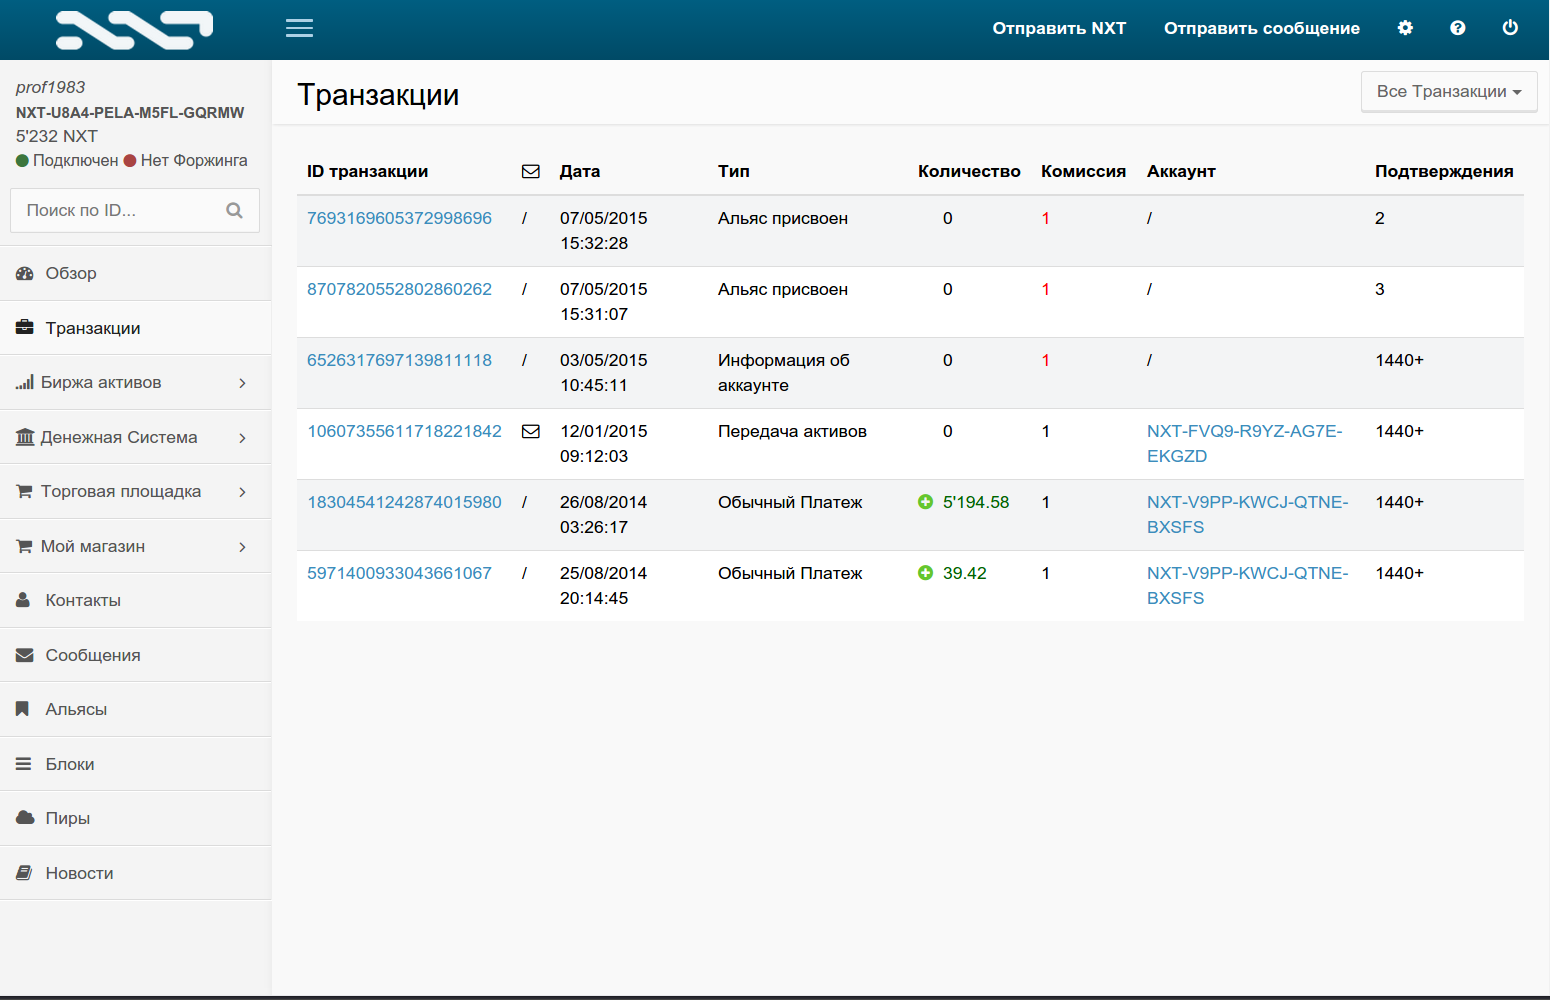 NXT
Отправить NXT Отправить сообщение
prof1983
NXT-U8A4-PELA-M5FL-GQRMW
5'232 NXT
Подключен Нет Форжинга
Поиск по ID...
Обзор
Транзакции
Биржа активов
Денежная Система
Торговая площадка
Мой магазин
Контакты
Сообщения
Альясы
Блоки
Пиры
Новости
Транзакции
Все Транзакции
ID транзакции Дата Тип Количество Комиссия Аккаунт Подтверждения
7693169605372998696 / 07/05/2015 Альяс присвоен 0 1 / 2
15:32:28
8707820552802860262 / 07/05/2015 Альяс присвоен 0 1 / 3
15:31:07
6526317697139811118 / 03/05/2015 Информация об 0 1 / 1440+
10:45:11 аккаунте
10607355611718221842 12/01/2015 Передача активов 0 1 NXT-FVQ9-R9YZ-AG7E- 1440+
09:12:03 EKGZD
18304541242874015980 / 26/08/2014 Обычный Платеж 5'194.58 1 NXT-V9PP-KWCJ-QTNE- 1440+
03:26:17 BXSFS
5971400933043661067 / 25/08/2014 Обычный Платеж 39.42 1 NXT-V9PP-KWCJ-QTNE- 1440+
20:14:45 BXSFS